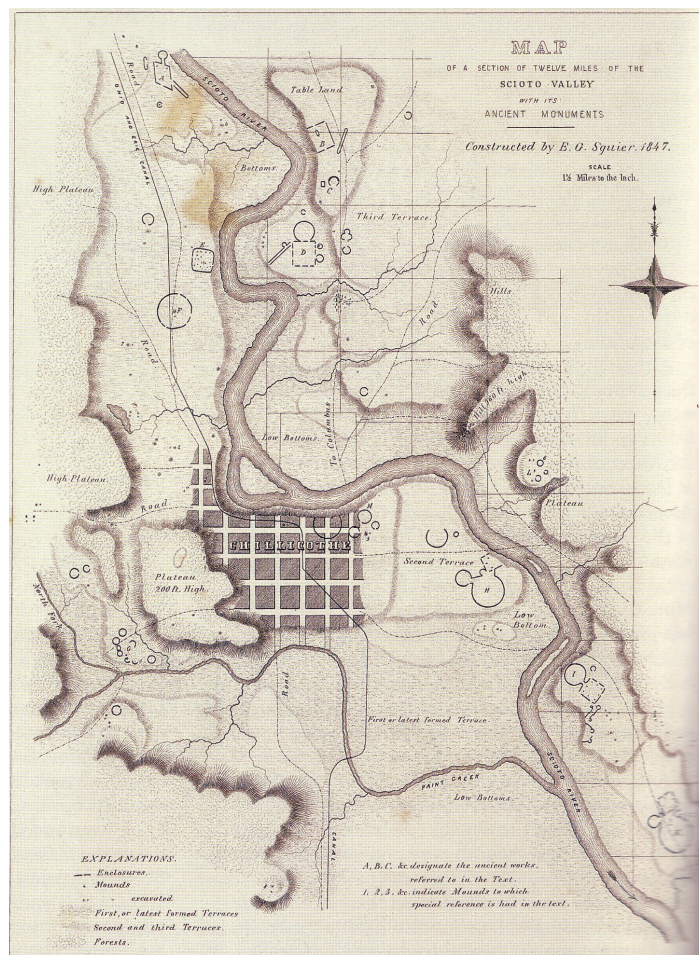 MAP
OF A SECTION OF TWELVE MILES OF THE
SCIOTO VALLEY
WITH ITS
ANCIENT MONUMENTS
Constructed by E. G. Squier. 1847.
SCALE
1½ Miles to the Inch.
N
Road
OHIO AND ERIE CANAL
A
SCIOTO RIVER
Table Land
Bottoms.
High Plateau
Third Terrace.
E
D
F
Road
Road
Hills.
Hill 300 ft. high
To Columbus
Low Bottoms.
High Plateau.
Road
L
Plateau
CHILLICOTHE
Second Terrace
H
Plateau
200 ft. High.
Low
Bottom.
North Fork
G
I
Road
First or latest formed Terrace.
SCIOTO RIVER
PAINT CREEK
Low Bottoms.
K
CANAL
EXPLANATIONS.
Enclosures.
Mounds
" excavated
First, or latest formed Terraces
Second and third Terraces.
Forests.
A, B, C, &c. designate the ancient works,
referred to in the Text.
1, 2, 3, &c. indicate Mounds to which
special reference is had in the text.